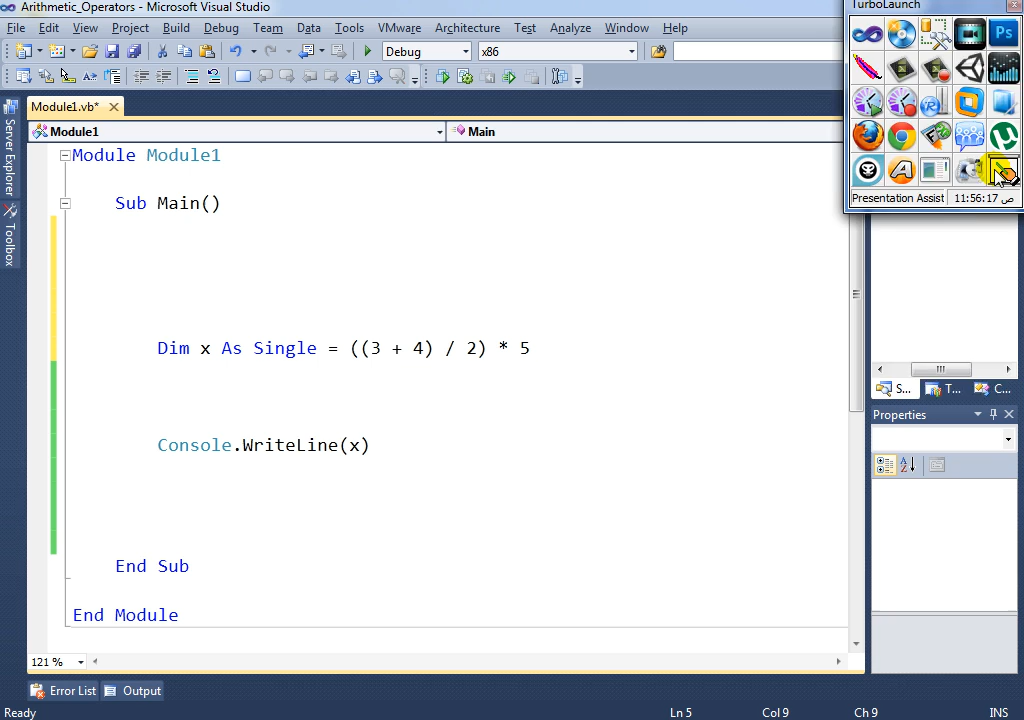 Arithmetic_Operators - Microsoft Visual Studio
TurboLaunch
File Edit View Project Build Debug Team Data Tools VMware Architecture Test Analyze Window Help
Debug x86
Ps
Module1.vb*
Module1 Main
Server Explorer
Toolbox
Module Module1
Sub Main()
Dim x As Single = ((3 + 4) / 2) * 5
Console.WriteLine(x)
End Sub
End Module
Presentation Assist 11:56:17 ص
S... T... C...
Properties
121 %
Error List Output
Ready Ln 5 Col 9 Ch 9 INS